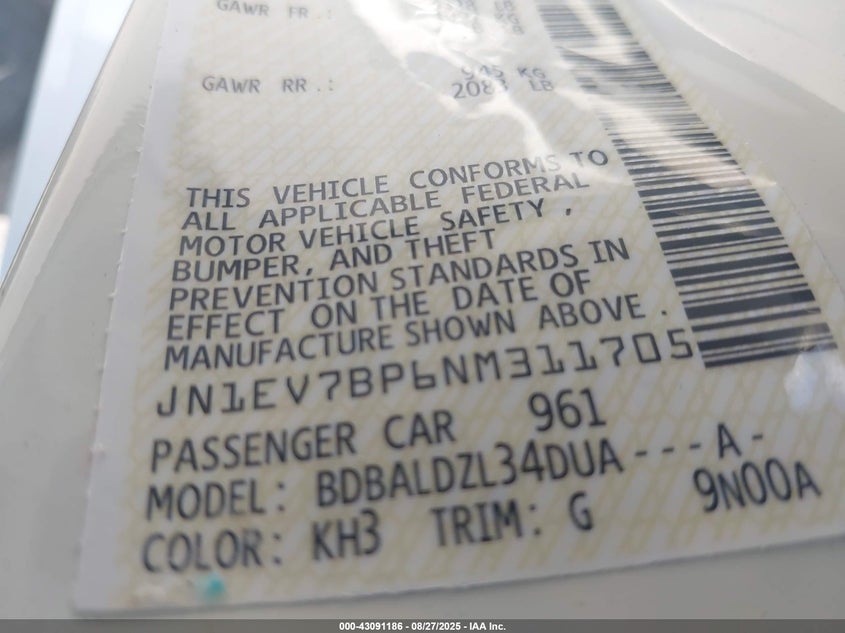 GAWR FR.:
GAWR RR.: 945 KG
2083 LB
THIS VEHICLE CONFORMS TO
ALL APPLICABLE FEDERAL
MOTOR VEHICLE SAFETY,
BUMPER, AND THEFT
PREVENTION STANDARDS IN
EFFECT ON THE DATE OF
MANUFACTURE SHOWN ABOVE.
JN1EV7BP6NM311705
PASSENGER CAR 961
MODEL: BDBALDZL34DUA---A-
COLOR: KH3 TRIM: G 9N00A
000-43091186 - 08/27/2025 - IAA Inc.